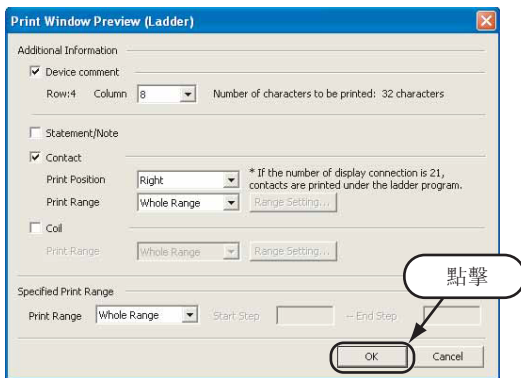 Print Window Preview (Ladder)
Additional Information
Device comment
Row:4 Column 8 Number of characters to be printed: 32 characters
Statement/Note
Contact
Print Position Right * If the number of display connection is 21,
contacts are printed under the ladder program.
Print Range Whole Range Range Setting...
Coil
Print Range Whole Range Range Setting...
點擊
Specified Print Range
Print Range Whole Range Start Step -- End Step
OK Cancel